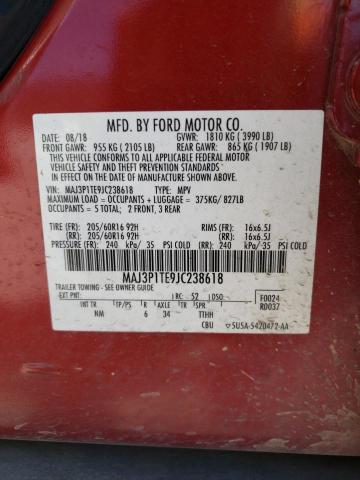 MFD. BY FORD MOTOR CO.
DATE: 08/18 GVWR: 1810 KG ( 3990 LB)
FRONT GAWR: 955 KG ( 2105 LB) REAR GAWR: 865 KG ( 1907 LB)
THIS VEHICLE CONFORMS TO ALL APPLICABLE FEDERAL MOTOR
VEHICLE SAFETY STANDARDS IN EFFECT ON THE
DATE OF MANUFACTURE SHOWN ABOVE.
VIN: MAJ3P1TE9JC238618 TYPE: MPV
MAXIMUM LOAD = OCCUPANTS + LUGGAGE = 375KG/ 827LB
OCCUPANTS = 5 TOTAL: 2 FRONT, 3 REAR
TIRE (FR): 205/60R16 92H RIMS (FR): 16x6.5J
(RR): 205/60R16 92H (RR): 16x6.5J
PRESSURE (FR): 240 kPa/ 35 PSI COLD (RR): 240 kPa/ 35 PSI COLD
MAJ3P1TE9JC238618
TRAILER TOWING - SEE OWNER GUIDE
EXT PNT: RC: 52 DSO: F0024
INT TR TP/PS R AXLE TR SPR R0037
NM 6 34 TTHH
CBU SU5A-5420472-AA